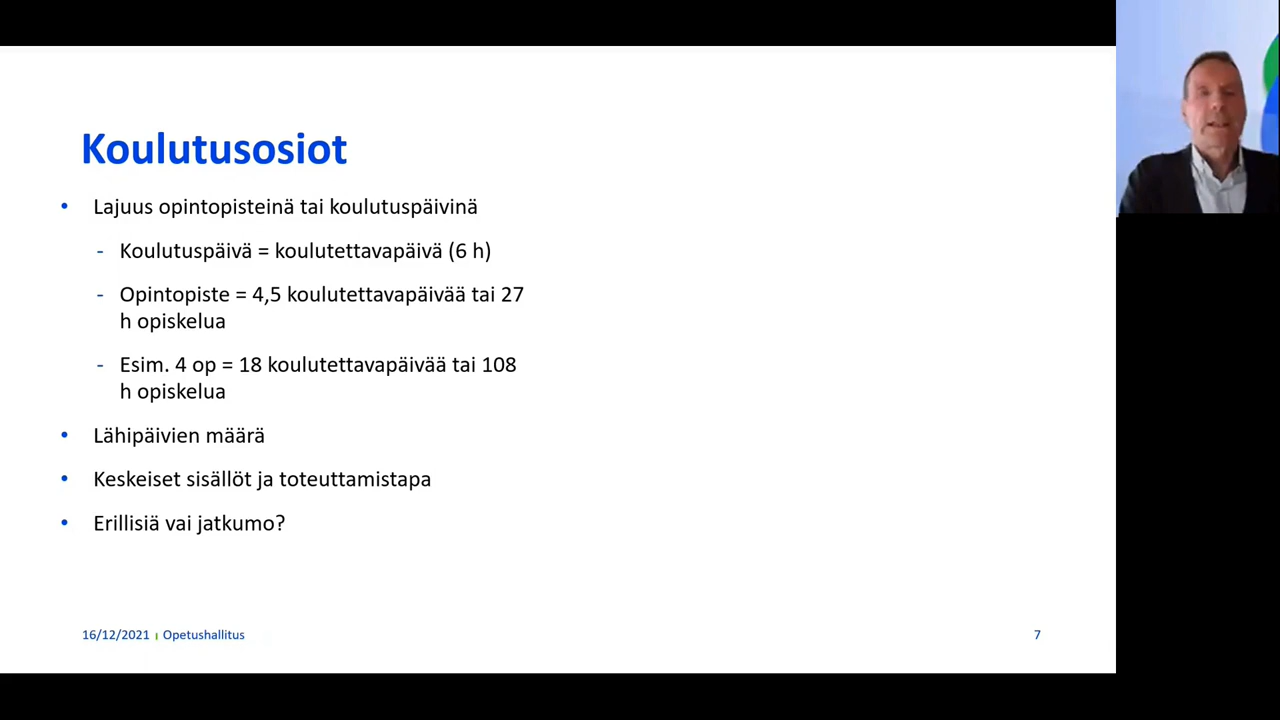 Koulutusosiot
• Lajuus opintopisteinä tai koulutuspäivinä
- Koulutuspäivä = koulutettavapäivä (6 h)
- Opintopiste = 4,5 koulutettavapäivää tai 27
h opiskelua
- Esim. 4 op = 18 koulutettavapäivää tai 108
h opiskelua
• Lähipäivien määrä
• Keskeiset sisällöt ja toteuttamistapa
• Erillisiä vai jatkumo?
16/12/2021 Opetushallitus 7